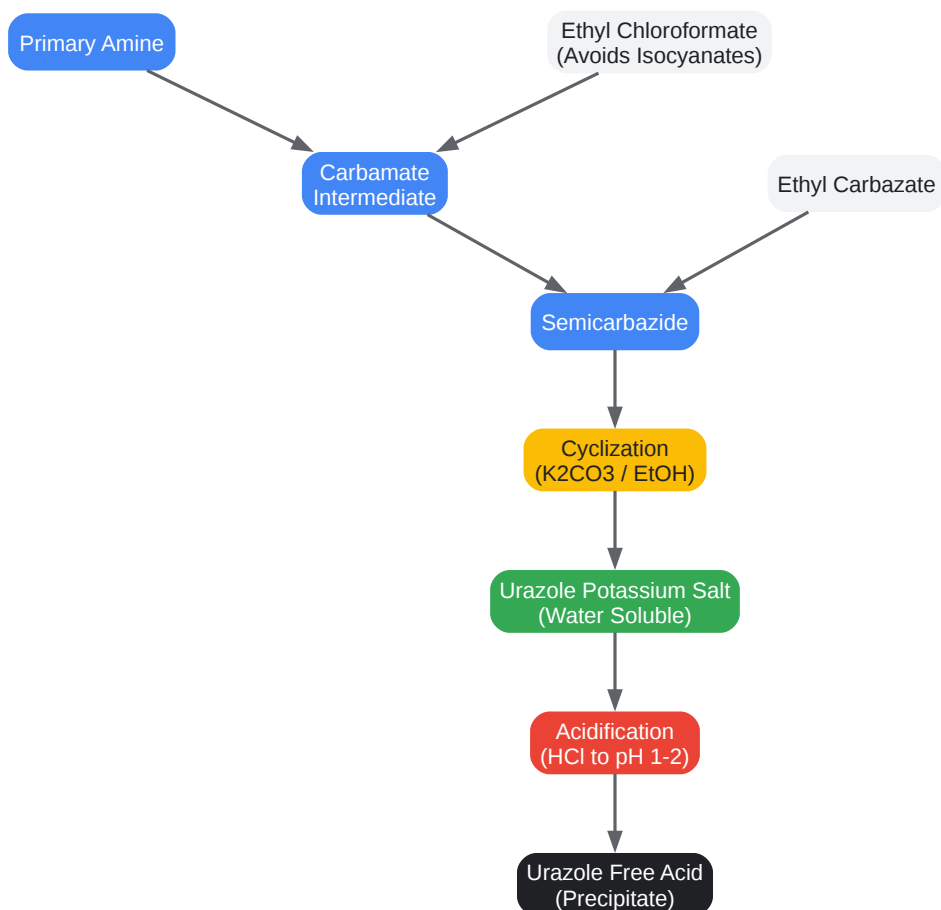 Primary Amine
Ethyl Chloroformate
(Avoids Isocyanates)
Carbamate
Intermediate
Ethyl Carbazate
Semicarbazide
Cyclization
(K2CO3 / EtOH)
Urazole Potassium Salt
(Water Soluble)
Acidification
(HCl to pH 1-2)
Urazole Free Acid
(Precipitate)